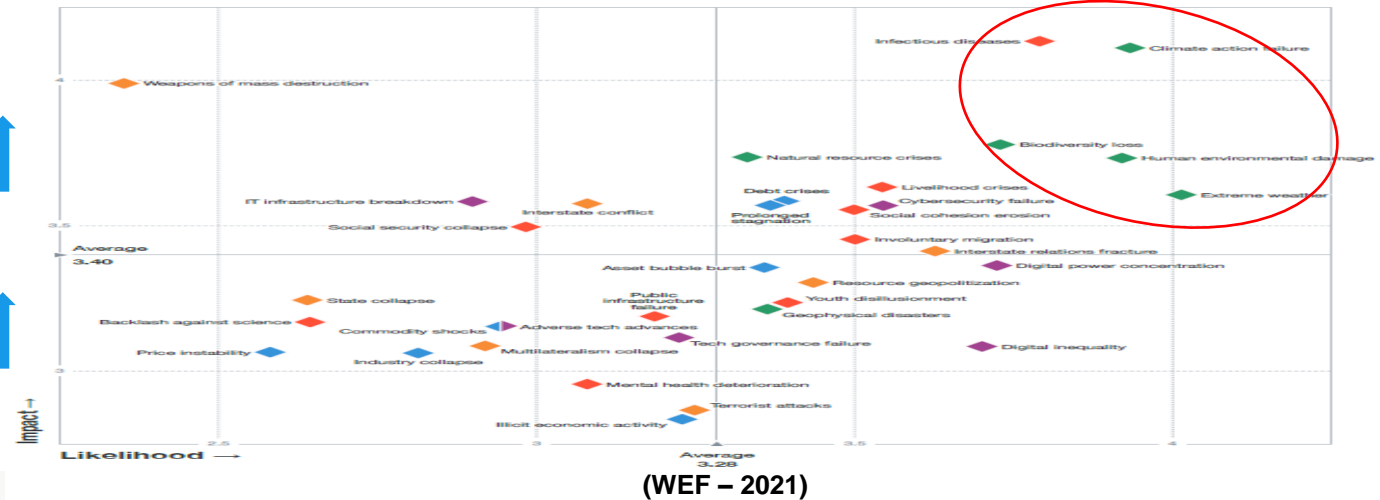 Infectious diseases
Climate action failure
4
Weapons of mass destruction
Biodiversity loss
Natural resource crises
Human environmental damage
Livelihood crises
Debt crises
Extreme weather
IT infrastructure breakdown
Cybersecurity failure
Interstate conflict
Prolonged
stagnation
Social cohesion erosion
3.5
Social security collapse
Involuntary migration
Average
3.40
Interstate relations fracture
Asset bubble burst
Digital power concentration
Resource geopolitization
Public
infrastructure
failure
State collapse
Youth disillusionment
Geophysical disasters
Backlash against science
Commodity shocks
Adverse tech advances
Tech governance failure
Price instability
Industry collapse
Multilateralism collapse
Digital inequality
3
Mental health deterioration
Terrorist attacks
Illicit economic activity
Impact →
2.5
3
3.5
4
Likelihood →
Average
3.28
(WEF – 2021)